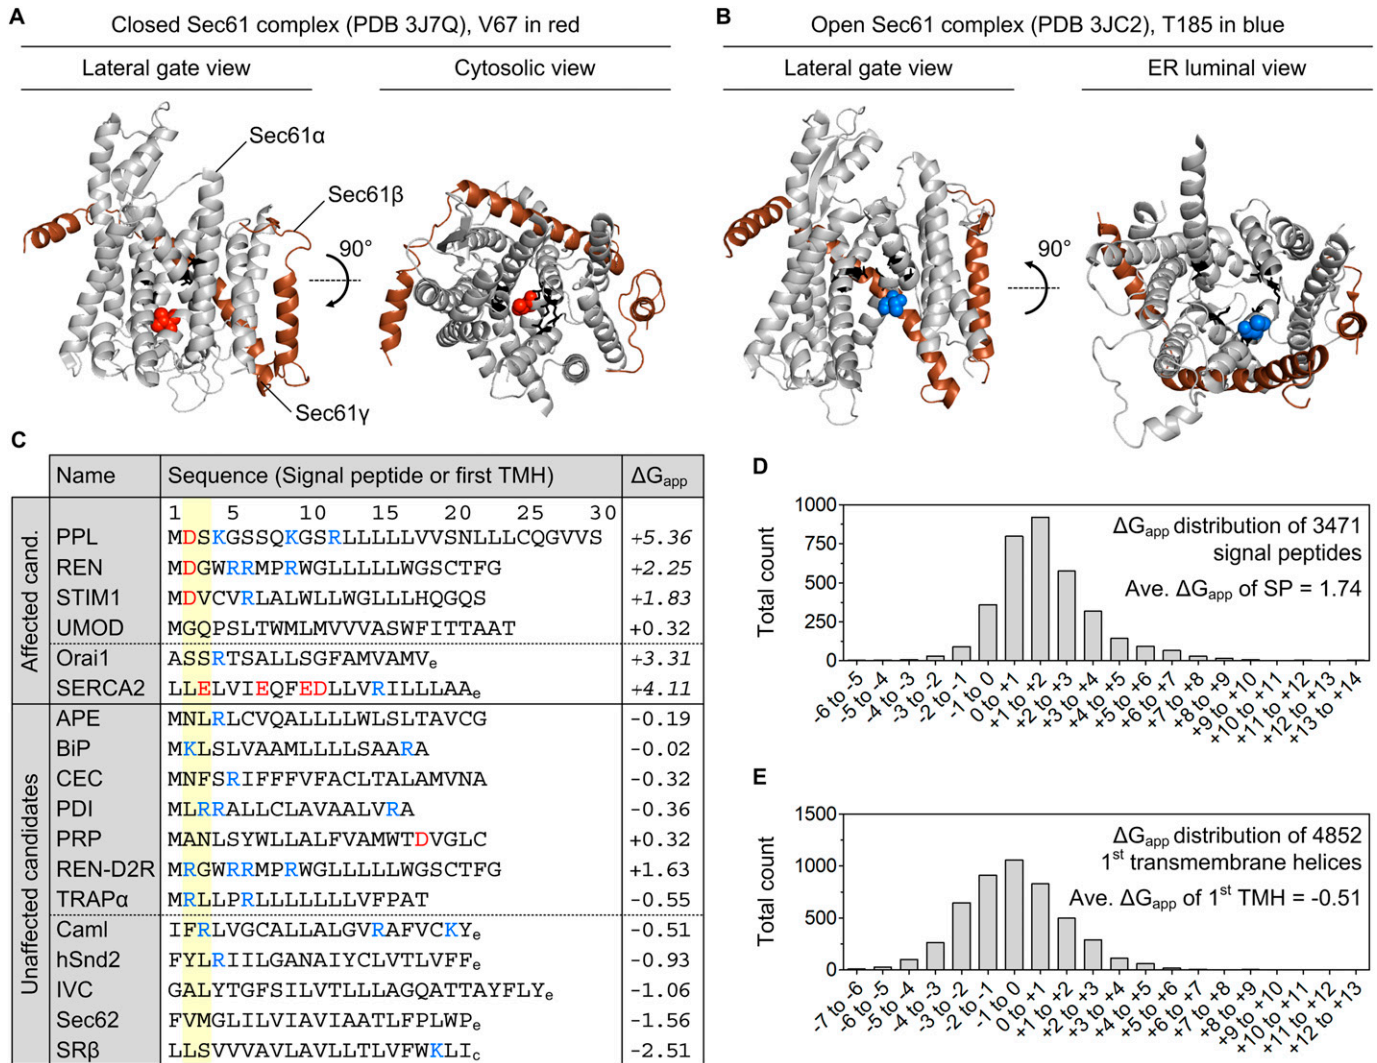 A
Closed Sec61 complex (PDB 3J7Q), V67 in red
Lateral gate view
Cytosolic view
Sec61α
Sec61β
90°
Sec61γ
B
Open Sec61 complex (PDB 3JC2), T185 in blue
Lateral gate view
ER luminal view
90°
C
Name Sequence (Signal peptide or first TMH) ΔGapp
1 5 10 15 20 25 30
Affected cand.
PPL MDSKGSSQKGSRLLLLLLVVSNLLLCQGVVS +5.36
REN MDGWRRMPRWGLLLLLWGSCTFG +2.25
STIM1 MDVCVRLALWLLWGLLLHQGQS +1.83
UMOD MGQPSLTWMLMVVVASWFITTAAT +0.32
Orai1 ASSRTSALLSGFAMVAMVe +3.31
SERCA2 LLELVIEQFEDLLVRILLLAAe +4.11
Unaffected candidates
APE MNLRLCVQALLLLWLSLTAVCG -0.19
BiP MKLSLVAAMLLLLSAARA -0.02
CEC MNFSRIFFFVFACLTALAMVNA -0.32
PDI MLRRALLCLAVAALVRA -0.36
PRP MANLSYWLLALFVAMWTDVGLC +0.32
REN-D2R MRGWRRMPRWGLLLLLWGSCTFG +1.63
TRAPα MRLLPRLLLLLLLVFPAT -0.55
Caml IFRLVGCALLALGVRAFVCKYe -0.51
hSnd2 FYLRIILGANAIYCLVTLVFFe -0.93
IVC GALYTGFSILVTLLLAGQATTAYFLYe -1.06
Sec62 FVMGLILVIAVIAATLFPLWPe -1.56
SRβ LLSVVVAVLAVLLTLVFWKLIc -2.51
D
Total count
1000
750
500
250
0
ΔGapp distribution of 3471
signal peptides
Ave. ΔGapp of SP = 1.74
-6 to -5
-5 to -4
-4 to -3
-3 to -2
-2 to -1
-1 to 0
0 to +1
+1 to +2
+2 to +3
+3 to +4
+4 to +5
+5 to +6
+6 to +7
+7 to +8
+8 to +9
+9 to +10
+10 to +11
+11 to +12
+12 to +13
+13 to +14
E
Total count
1500
1000
500
0
ΔGapp distribution of 4852
1st transmembrane helices
Ave. ΔGapp of 1st TMH = -0.51
-7 to -6
-6 to -5
-5 to -4
-4 to -3
-3 to -2
-2 to -1
-1 to 0
0 to +1
+1 to +2
+2 to +3
+3 to +4
+4 to +5
+5 to +6
+6 to +7
+7 to +8
+8 to +9
+9 to +10
+10 to +11
+11 to +12
+12 to +13